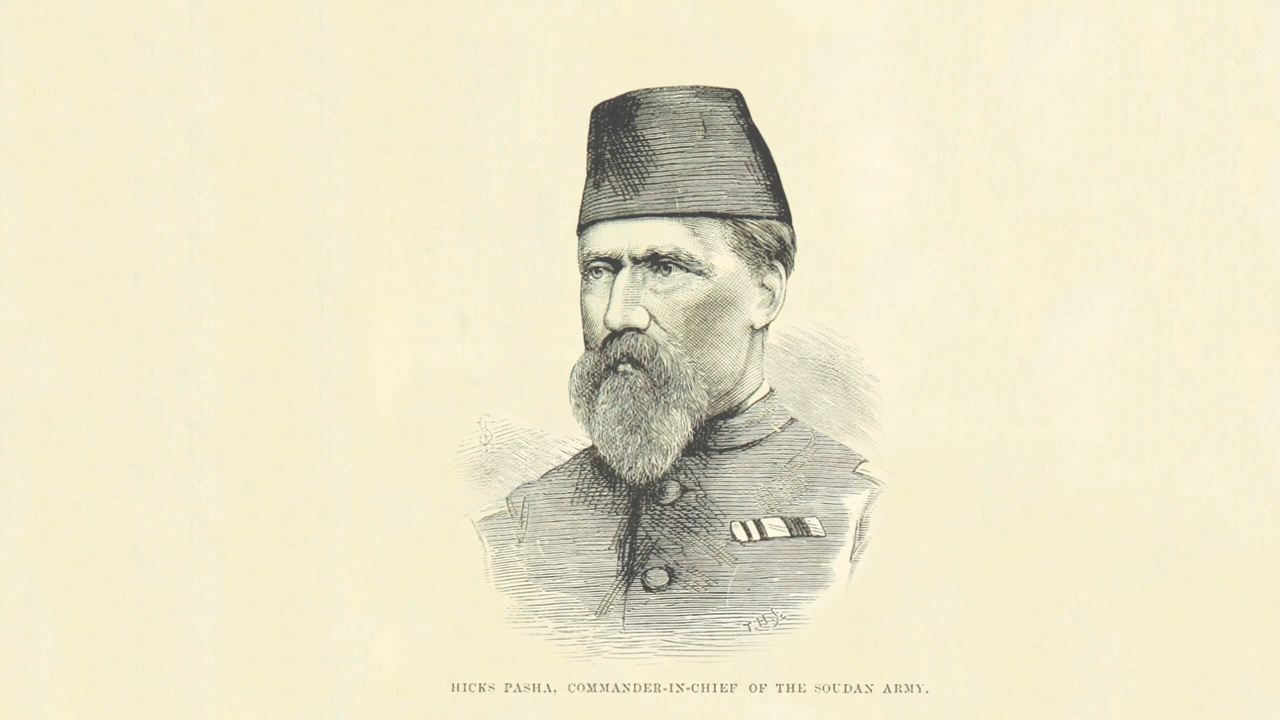 HICKS PASHA, COMMANDER-IN-CHIEF OF THE SOUDAN ARMY.